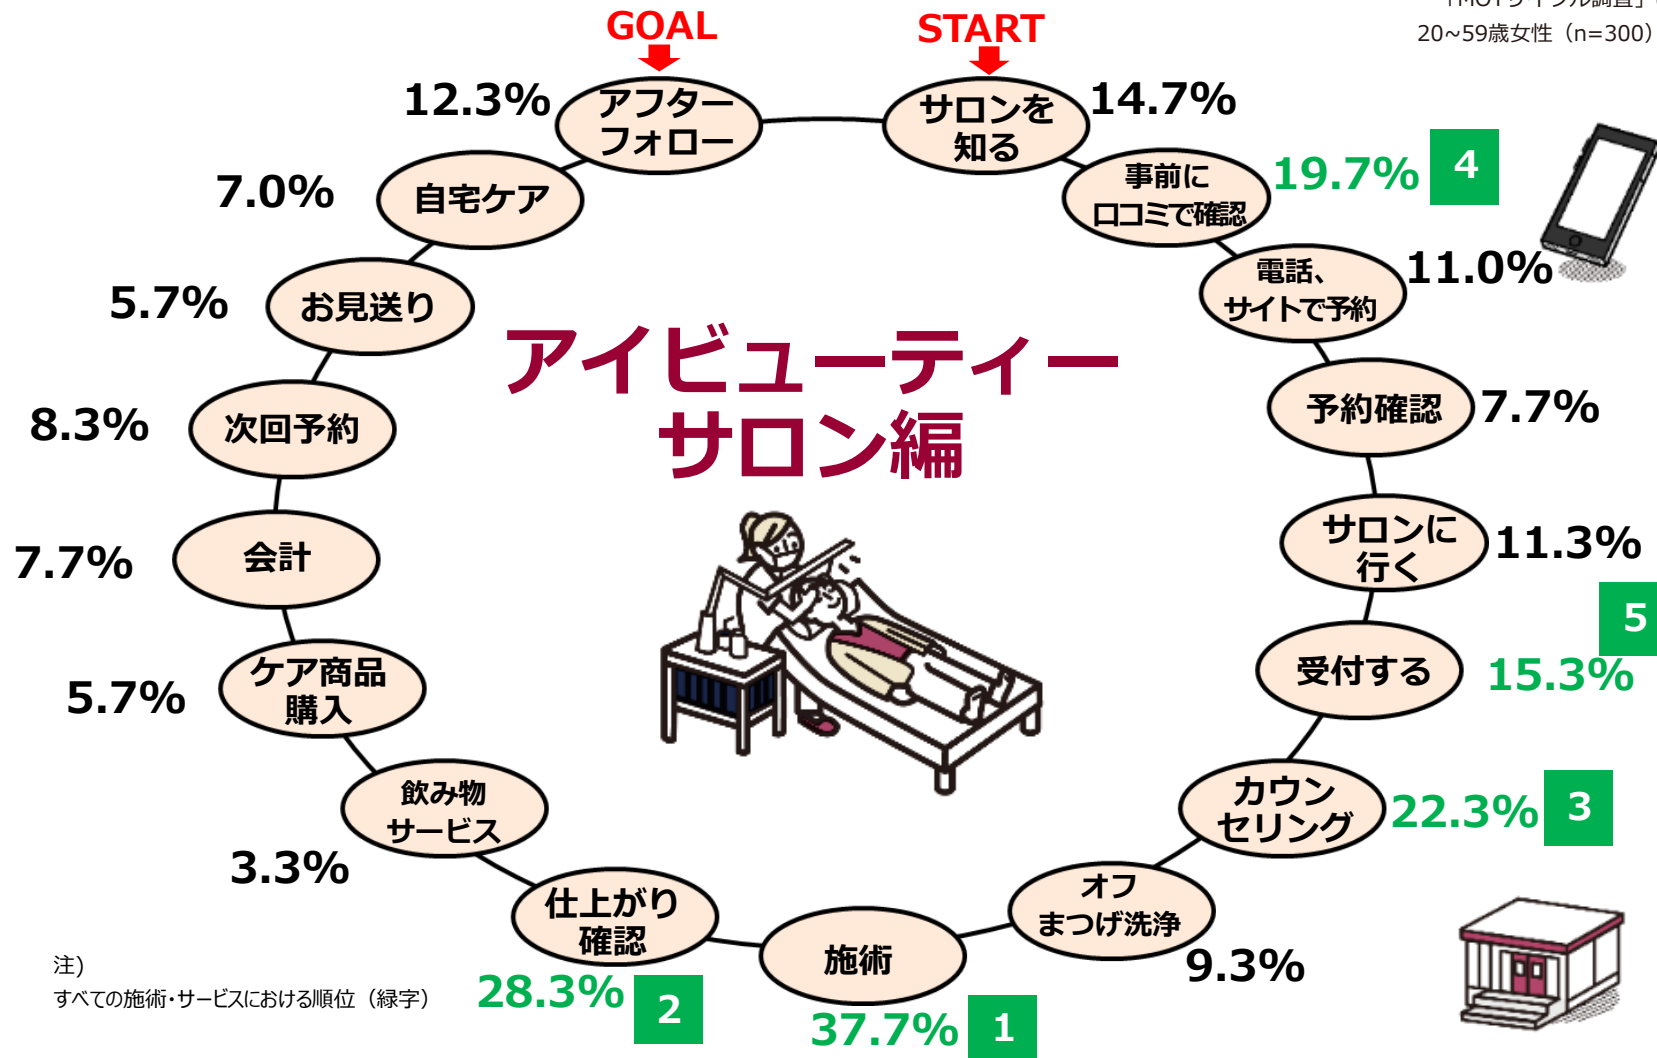 20~59歳女性（n=300）
GOAL
START
サロンを
知る
14.7%
事前に
口コミで確認
19.7%
4
電話、
サイトで予約
11.0%
予約確認
7.7%
サロンに
行く
11.3%
受付する
5
15.3%
カウン
セリング
22.3%
3
オフ
まつげ洗浄
9.3%
施術
37.7%
1
仕上がり
確認
28.3%
2
飲み物
サービス
3.3%
ケア商品
購入
5.7%
会計
7.7%
次回予約
8.3%
お見送り
5.7%
自宅ケア
7.0%
アフター
フォロー
12.3%
アイビューティー
サロン編
注）
すべての施術・サービスにおける順位（緑字）